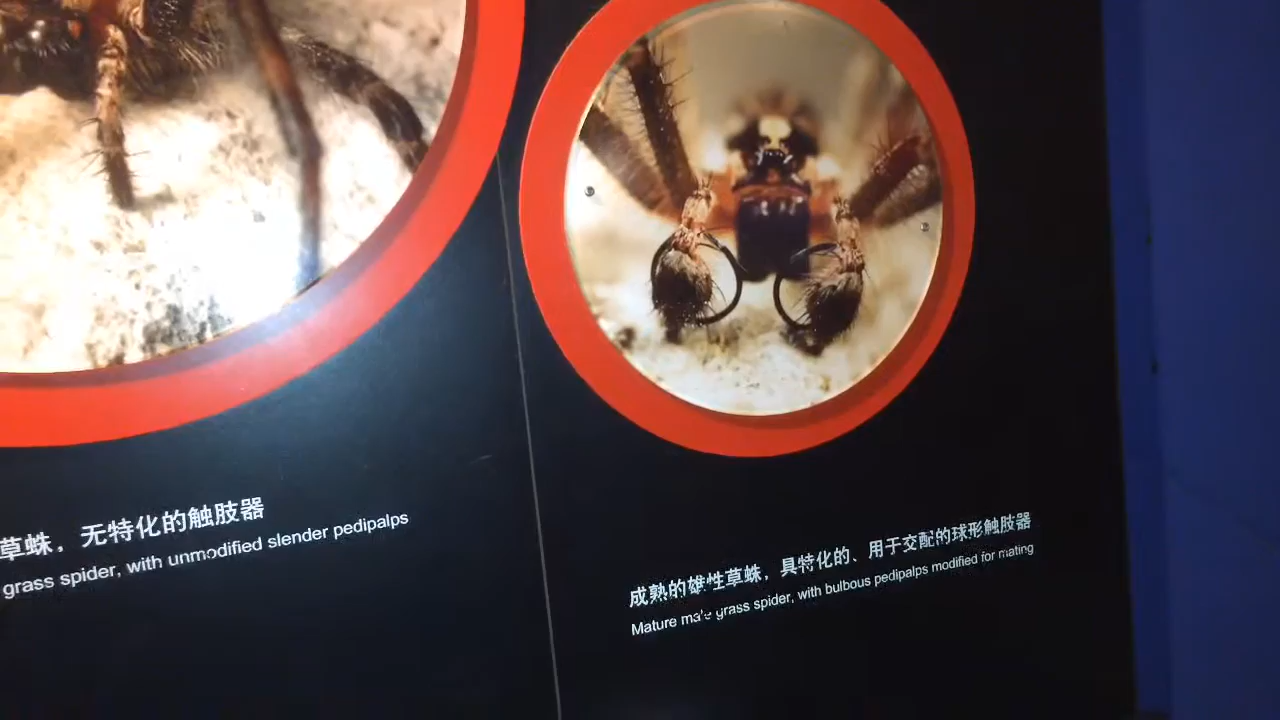 草蛛，无特化的触肢器
grass spider, with unmodified slender pedipalps
成熟的雄性草蛛，具特化的、用于交配的球形触肢器
Mature male grass spider, with bulbous pedipalps modified for mating